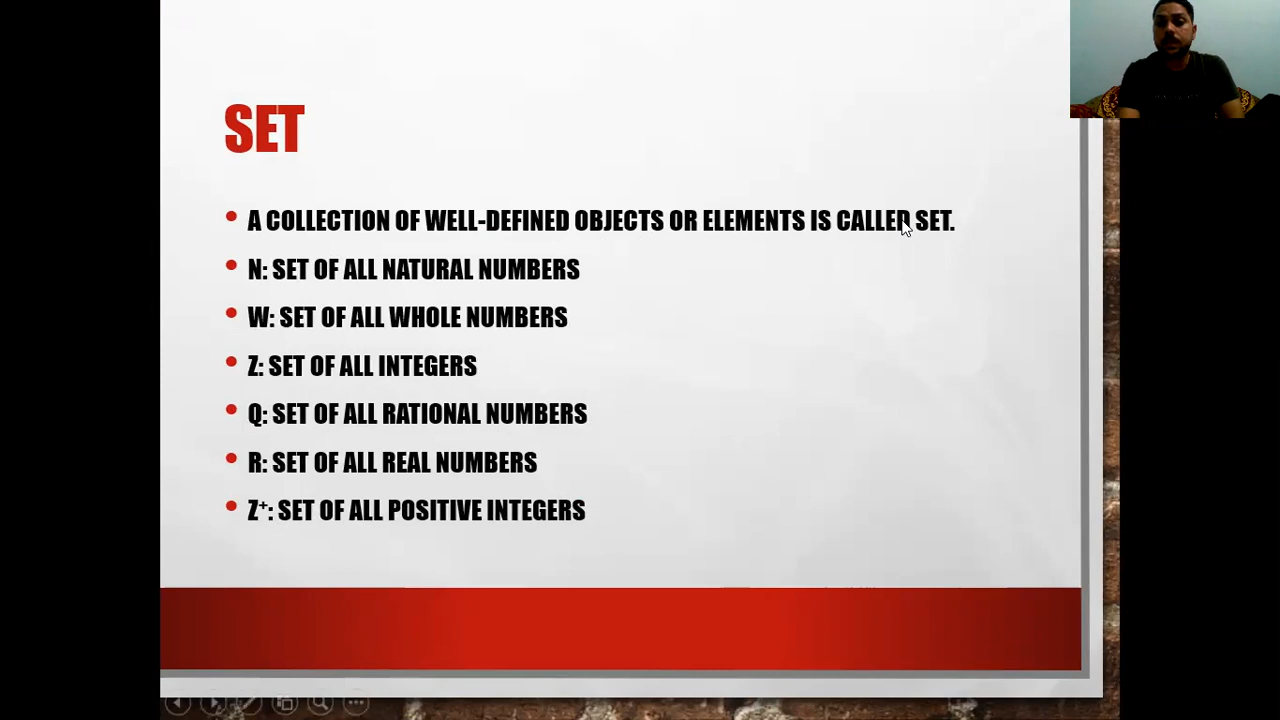 SET
• A COLLECTION OF WELL-DEFINED OBJECTS OR ELEMENTS IS CALLED SET.
• N: SET OF ALL NATURAL NUMBERS
• W: SET OF ALL WHOLE NUMBERS
• Z: SET OF ALL INTEGERS
• Q: SET OF ALL RATIONAL NUMBERS
• R: SET OF ALL REAL NUMBERS
• Z⁺: SET OF ALL POSITIVE INTEGERS